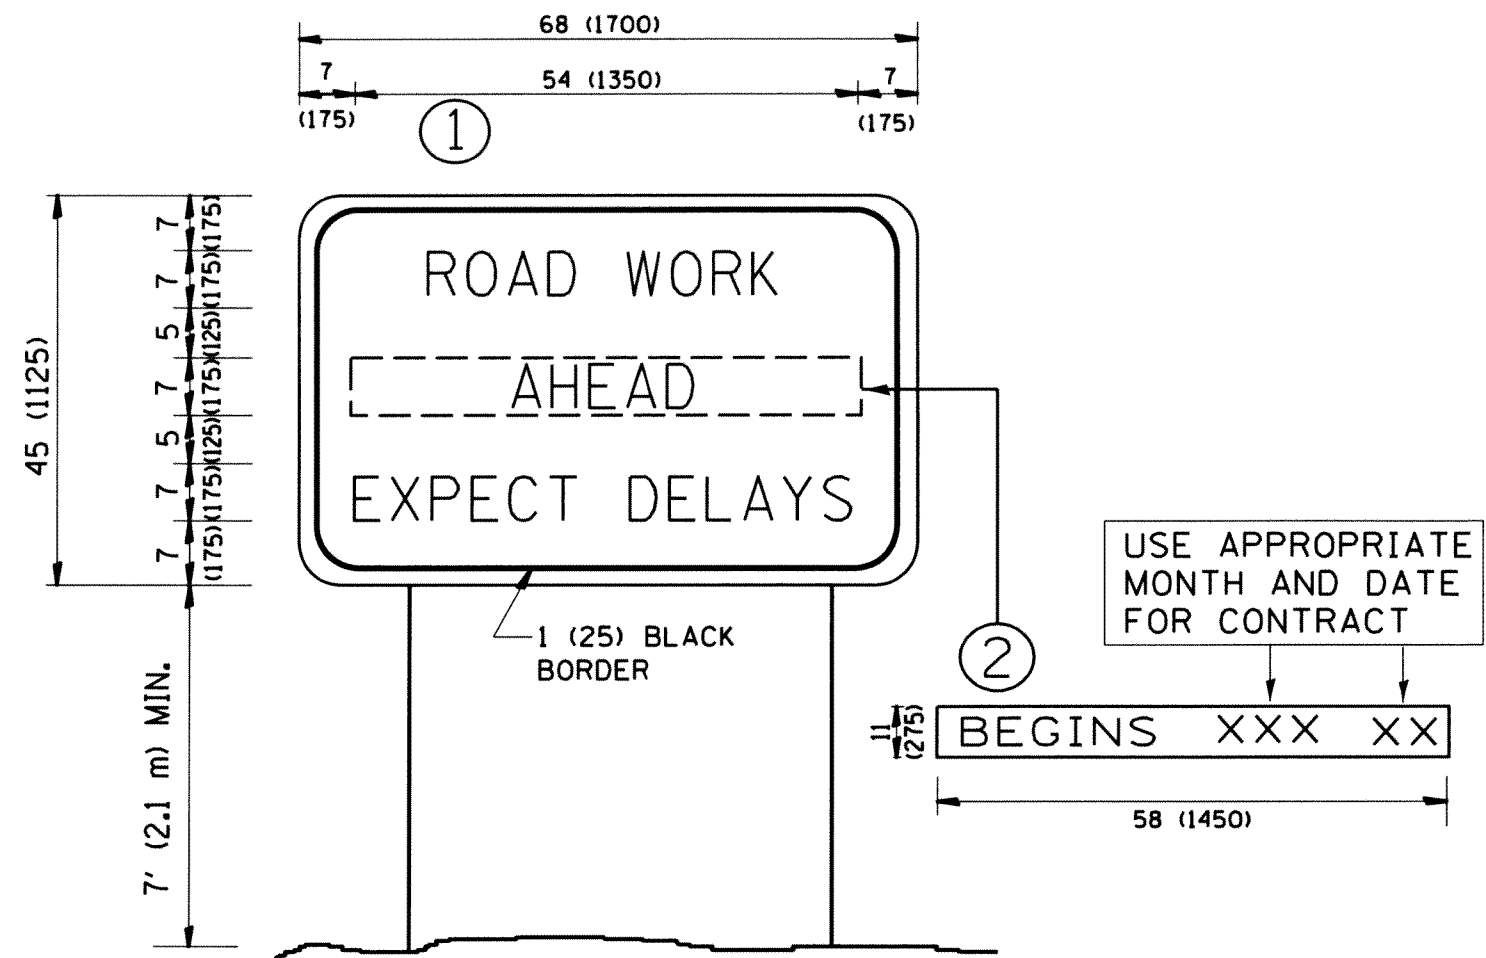 68 (1700)
7 54 (1350) 7
(175) (175)
1
7 (175)
7 (175)
5 (125)
7 (175)
5 (125)
7 (175)
7 (175)
45 (1125)
ROAD WORK
AHEAD
EXPECT DELAYS
1 (25) BLACK
BORDER
7' (2.1 m) MIN.
USE APPROPRIATE
MONTH AND DATE
FOR CONTRACT
2
11
(275)
BEGINS XXX XX
58 (1450)